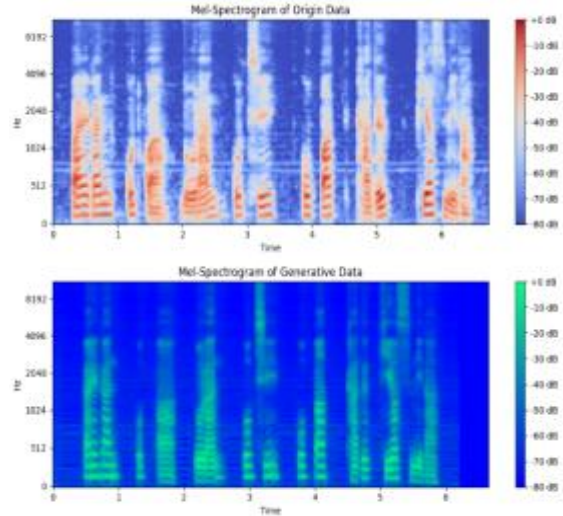 Mel-Spectrogram of Origin Data
+0 dB
-10 dB
-20 dB
-30 dB
-40 dB
-50 dB
-60 dB
-70 dB
-80 dB
8192
4096
2048
1024
512
0
Hz
0 1 2 3 4 5 6
Time
Mel-Spectrogram of Generative Data
+0 dB
-10 dB
-20 dB
-30 dB
-40 dB
-50 dB
-60 dB
-70 dB
-80 dB
8192
4096
2048
1024
512
0
Hz
0 1 2 3 4 5 6
Time